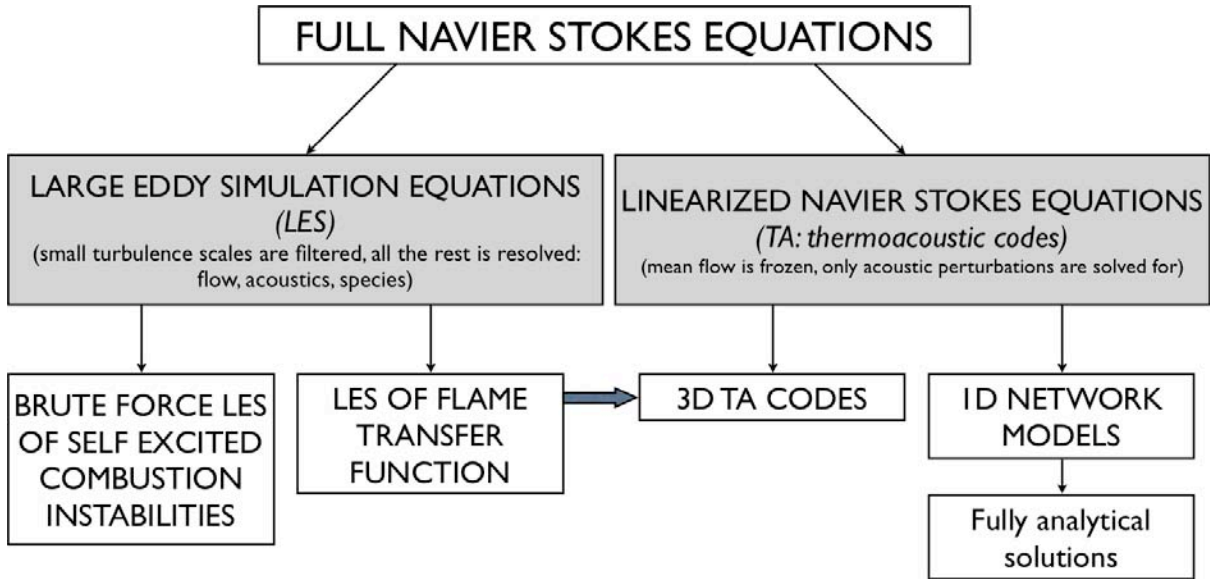 FULL NAVIER STOKES EQUATIONS
LARGE EDDY SIMULATION EQUATIONS
(LES)
(small turbulence scales are filtered, all the rest is resolved:
flow, acoustics, species)
LINEARIZED NAVIER STOKES EQUATIONS
(TA: thermoacoustic codes)
(mean flow is frozen, only acoustic perturbations are solved for)
BRUTE FORCE LES
OF SELF EXCITED
COMBUSTION
INSTABILITIES
LES OF FLAME
TRANSFER
FUNCTION
3D TA CODES
1D NETWORK
MODELS
Fully analytical
solutions